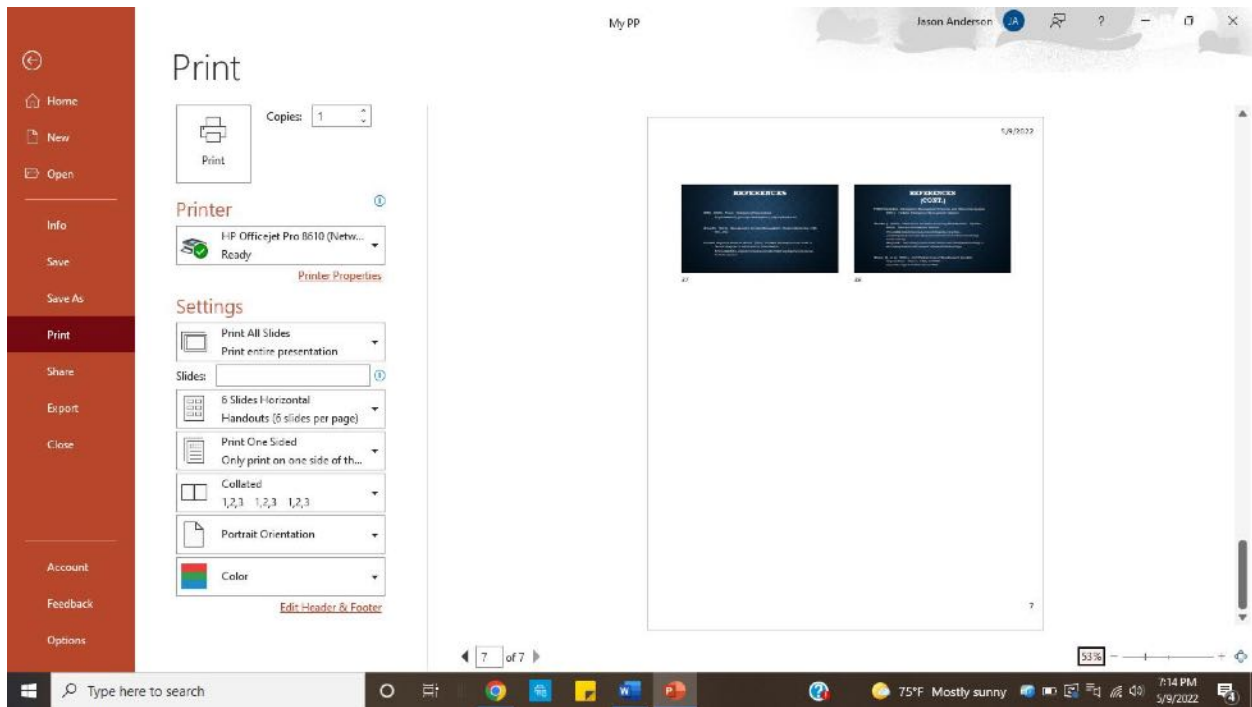 My PP
Jason Anderson
JA
?
Print
Home
New
Open
Info
Save
Save As
Print
Share
Export
Close
Account
Feedback
Options
Print
Copies:
1
Printer
HP Officejet Pro 8610 (Netw...
Ready
Printer Properties
Settings
Print All Slides
Print entire presentation
Slides:
6 Slides Horizontal
Handouts (6 slides per page)
Print One Sided
Only print on one side of th...
Collated
1,2,3 1,2,3 1,2,3
Portrait Orientation
Color
Edit Header & Footer
5/9/2022
REFERENCES
REFERENCES
(CONT.)
37
38
7
7 of 7
53%
Type here to search
75°F Mostly sunny
7:14 PM
5/9/2022
4